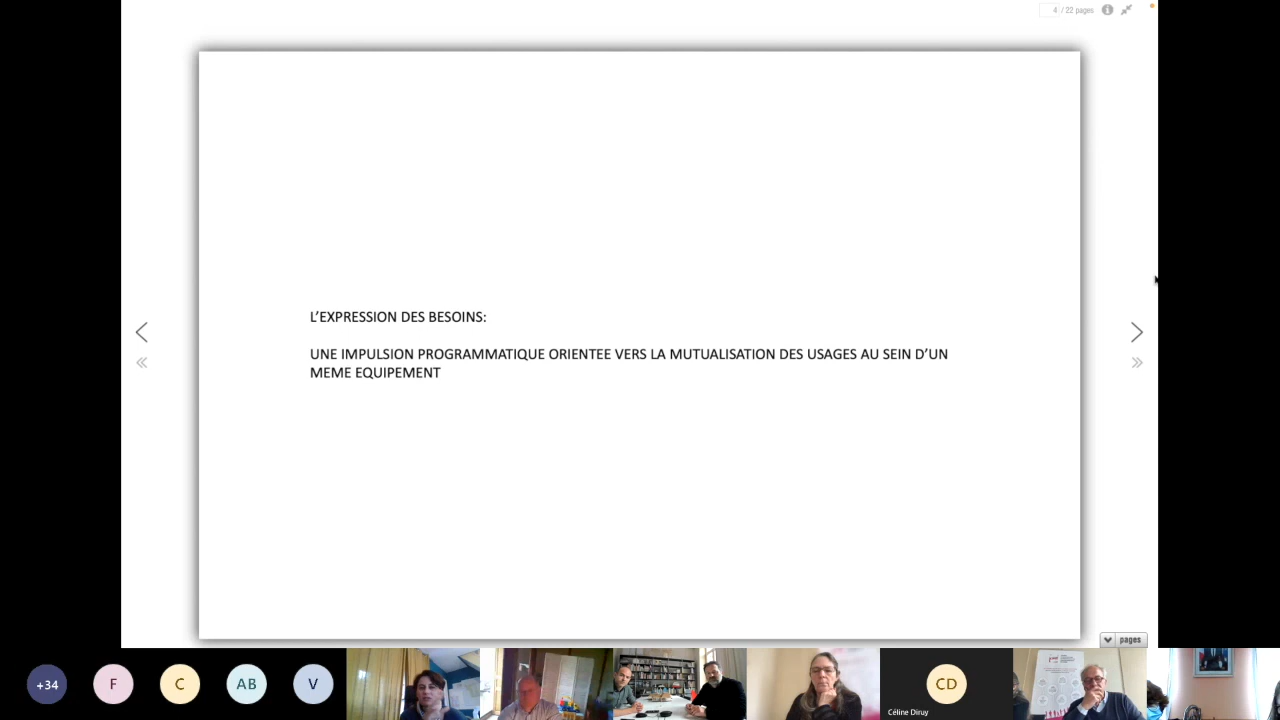 4 / 22 pages
L'EXPRESSION DES BESOINS:
UNE IMPULSION PROGRAMMATIQUE ORIENTEE VERS LA MUTUALISATION DES USAGES AU SEIN D'UN
MEME EQUIPEMENT
pages
+34
F
C
AB
V
CD
Céline Diruy